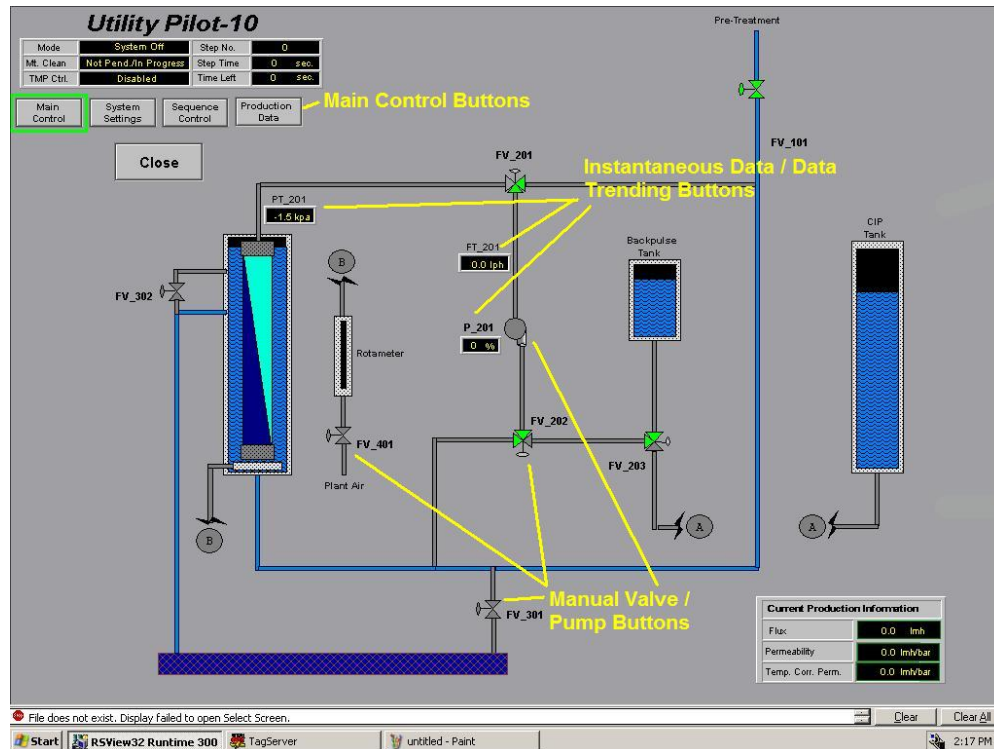 Utility Pilot-10
Mode System Off Step No. 0
Mt. Clean Not Pend./In Progress Step Time 0 sec.
TMP Ctrl. Disabled Time Left 0 sec.
Main Control
System Settings
Sequence Control
Production Data
Main Control Buttons
Close
Pre-Treatment
FV_101
FV_201
Instantaneous Data / Data
Trending Buttons
PT_201
-1.5 kpa
FT_201
0.0 lph
Backpulse
Tank
CIP
Tank
B
FV_302
P_201
0 %
Rotameter
FV_401
Plant Air
FV_202
FV_203
B
A
A
Manual Valve /
Pump Buttons
FV_301
Current Production Information
Flux 0.0 lmh
Permeability 0.0 lmh/bar
Temp. Corr. Perm. 0.0 lmh/bar
File does not exist. Display failed to open Select Screen.
Clear
Clear All
Start
RSView32 Runtime 300
TagServer
untitled - Paint
2:17 PM